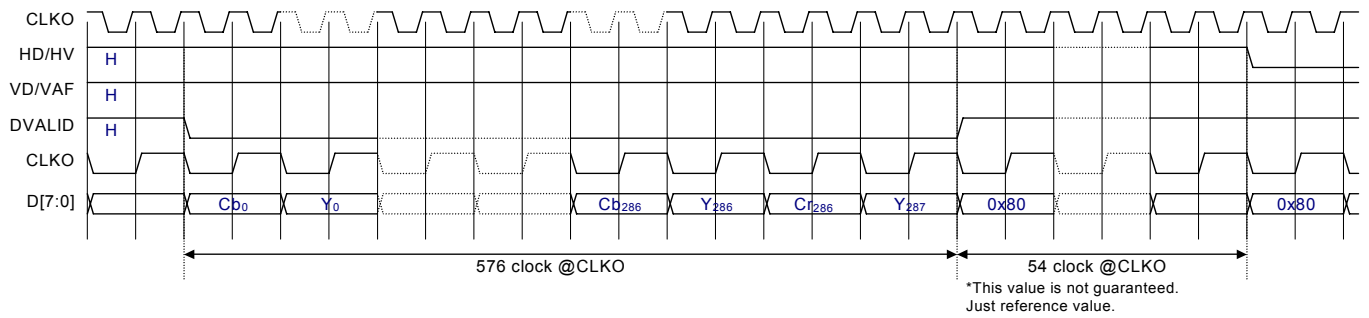 CLKO
HD/HV H
VD/VAF H
DVALID H
CLKO
D[7:0] Cb₀ Y₀ Cb₂₈₆ Y₂₈₆ Cr₂₈₆ Y₂₈₇ 0x80 0x80
576 clock @CLKO 54 clock @CLKO
*This value is not guaranteed.
Just reference value.